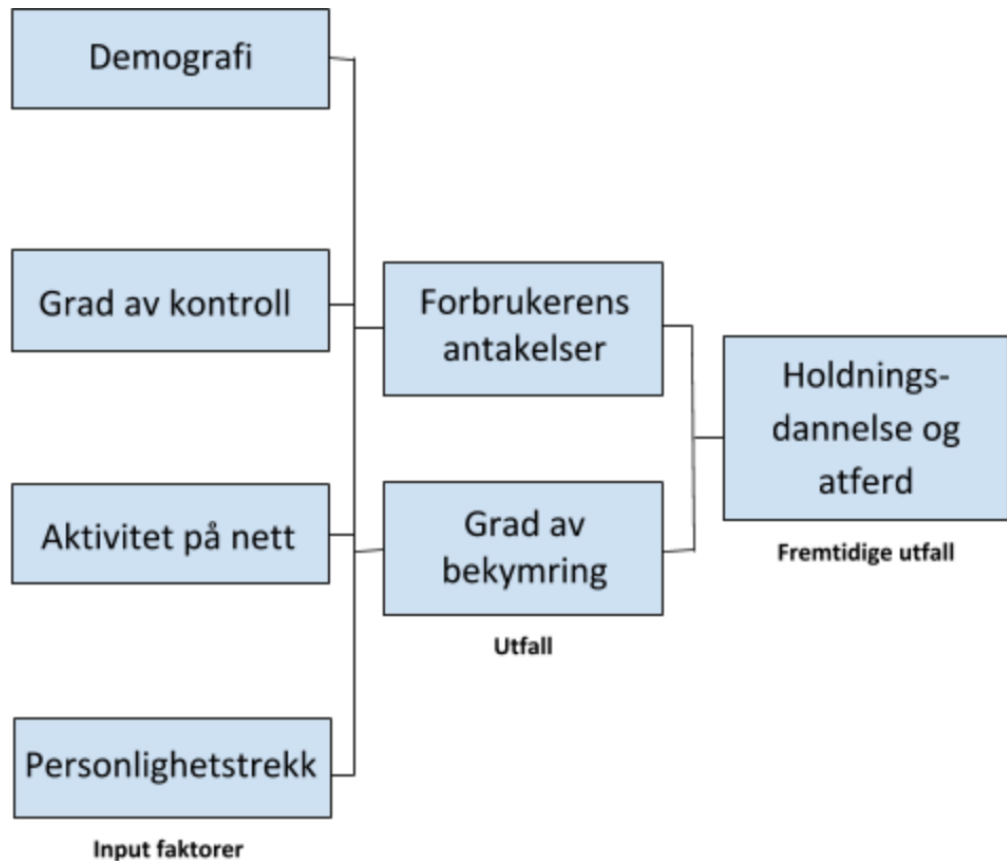 Demografi
Grad av kontroll
Aktivitet på nett
Personlighetstrekk
Input faktorer
Forbrukerens
antakelser
Grad av
bekymring
Utfall
Holdnings-
dannelse og
atferd
Fremtidige utfall